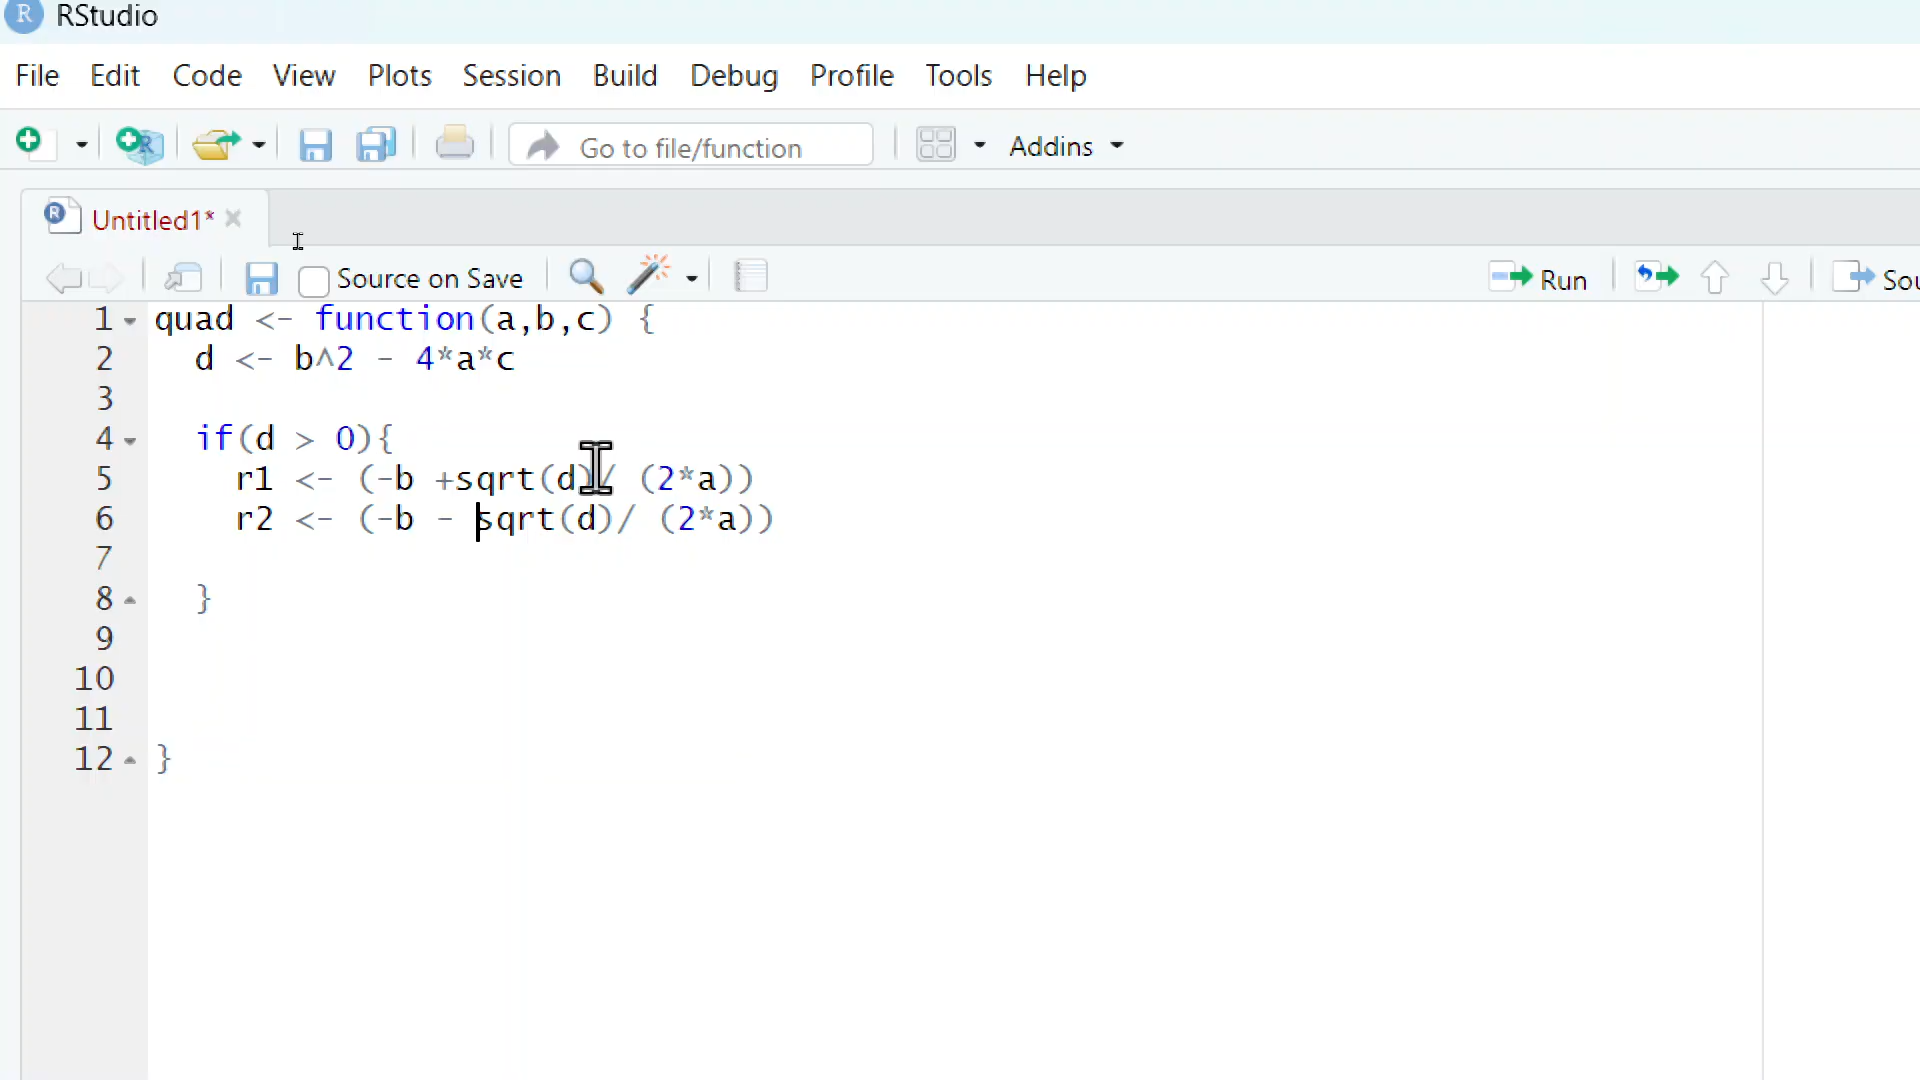 RStudio
File Edit Code View Plots Session Build Debug Profile Tools Help
Go to file/function Addins
Untitled1*
Source on Save Run Sou
1 quad <- function(a,b,c) {
2 d <- b^2 - 4*a*c
3
4 if(d > 0){
5 r1 <- (-b +sqrt(d)/ (2*a))
6 r2 <- (-b - sqrt(d)/ (2*a))
7
8 }
9
10
11
12 }